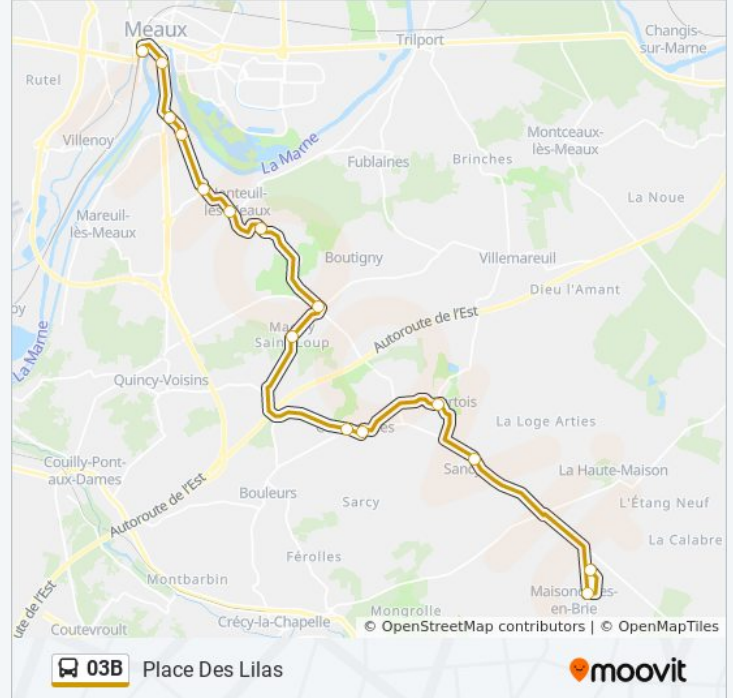 Meaux
Trilport
Changis-
sur-Marne
Rutel
Villenoy
La Marne
Montceaux-
lès-Meaux
Fublaines
Brinches
La Noue
Mareuil-
lès-Meaux
Boutigny
Villemareuil
Dieu l'Amant
La Marne
Autoroute de l'Est
Quincy-Voisins
La Loge Arties
Couilly-Pont-
aux-Dames
La Haute-Maison
Bouleurs
Sarcy
L'Étang Neuf
Autoroute de l'Est
La Calabre
Férolles
Montbarbin
en-Brie
Mongrolle
Crécy-la-Chapelle
Coutevroult
© OpenStreetMap contributors | © OpenMapTiles
03B Place Des Lilas
moovit